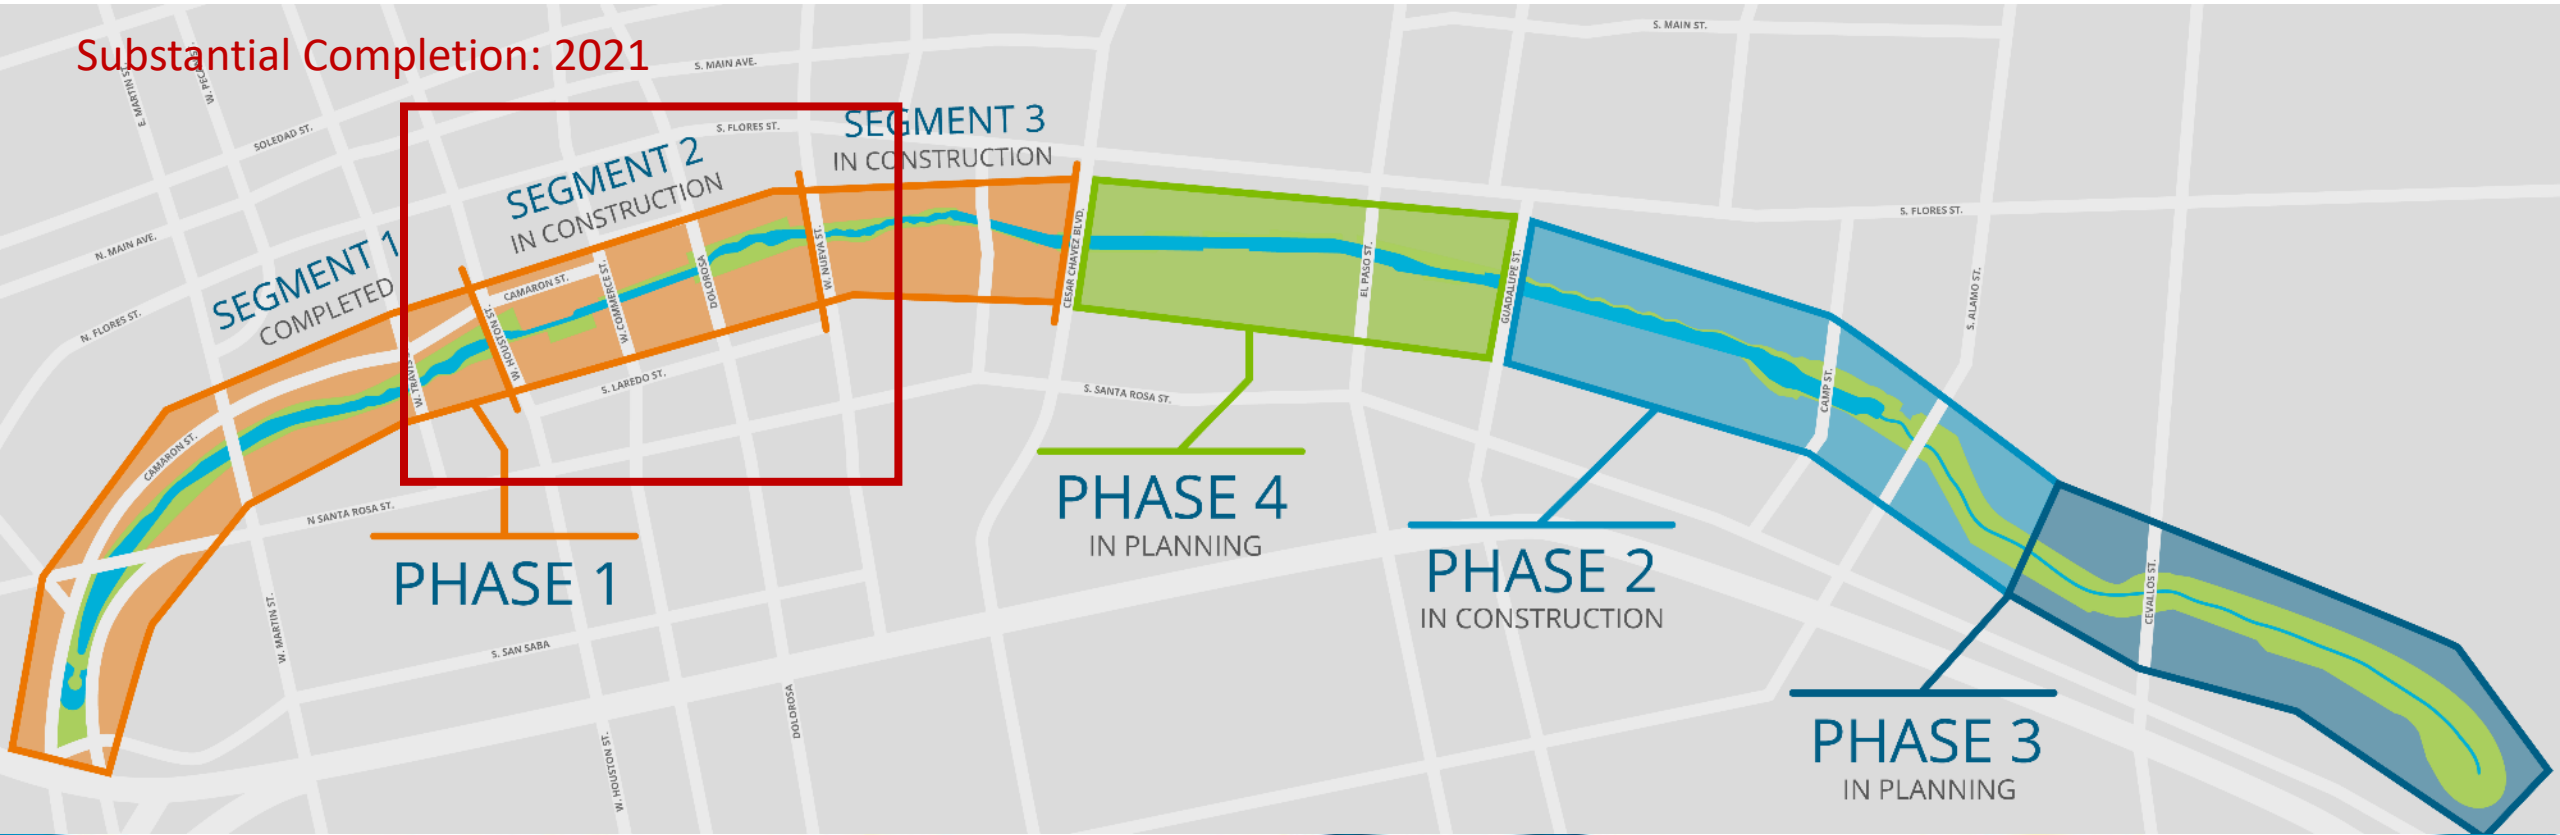 Substantial Completion: 2021
S. MAIN ST.
S. MAIN AVE.
E. MARTIN ST.
SOLEDAD ST.
S. FLORES ST.
SEGMENT 3
IN CONSTRUCTION
SEGMENT 2
IN CONSTRUCTION
S. FLORES ST.
N. MAIN AVE.
SEGMENT 1
COMPLETED
N. FLORES ST.
CAMARON ST.
W. HOUSTON ST.
W. COMMERCE ST.
DOLOROSA
W. NUEVA ST.
CESAR CHAVEZ BLVD.
EL PASO ST.
GUADALUPE ST.
S. ALAMO ST.
CAMP ST.
S. LAREDO ST.
S. SANTA ROSA ST.
CAMARON ST.
N SANTA ROSA ST.
PHASE 1
PHASE 4
IN PLANNING
PHASE 2
IN CONSTRUCTION
CEVALLOS ST.
W. MARTIN ST.
S. SAN SABA
DOLOROSA
W. HOUSTON ST.
PHASE 3
IN PLANNING